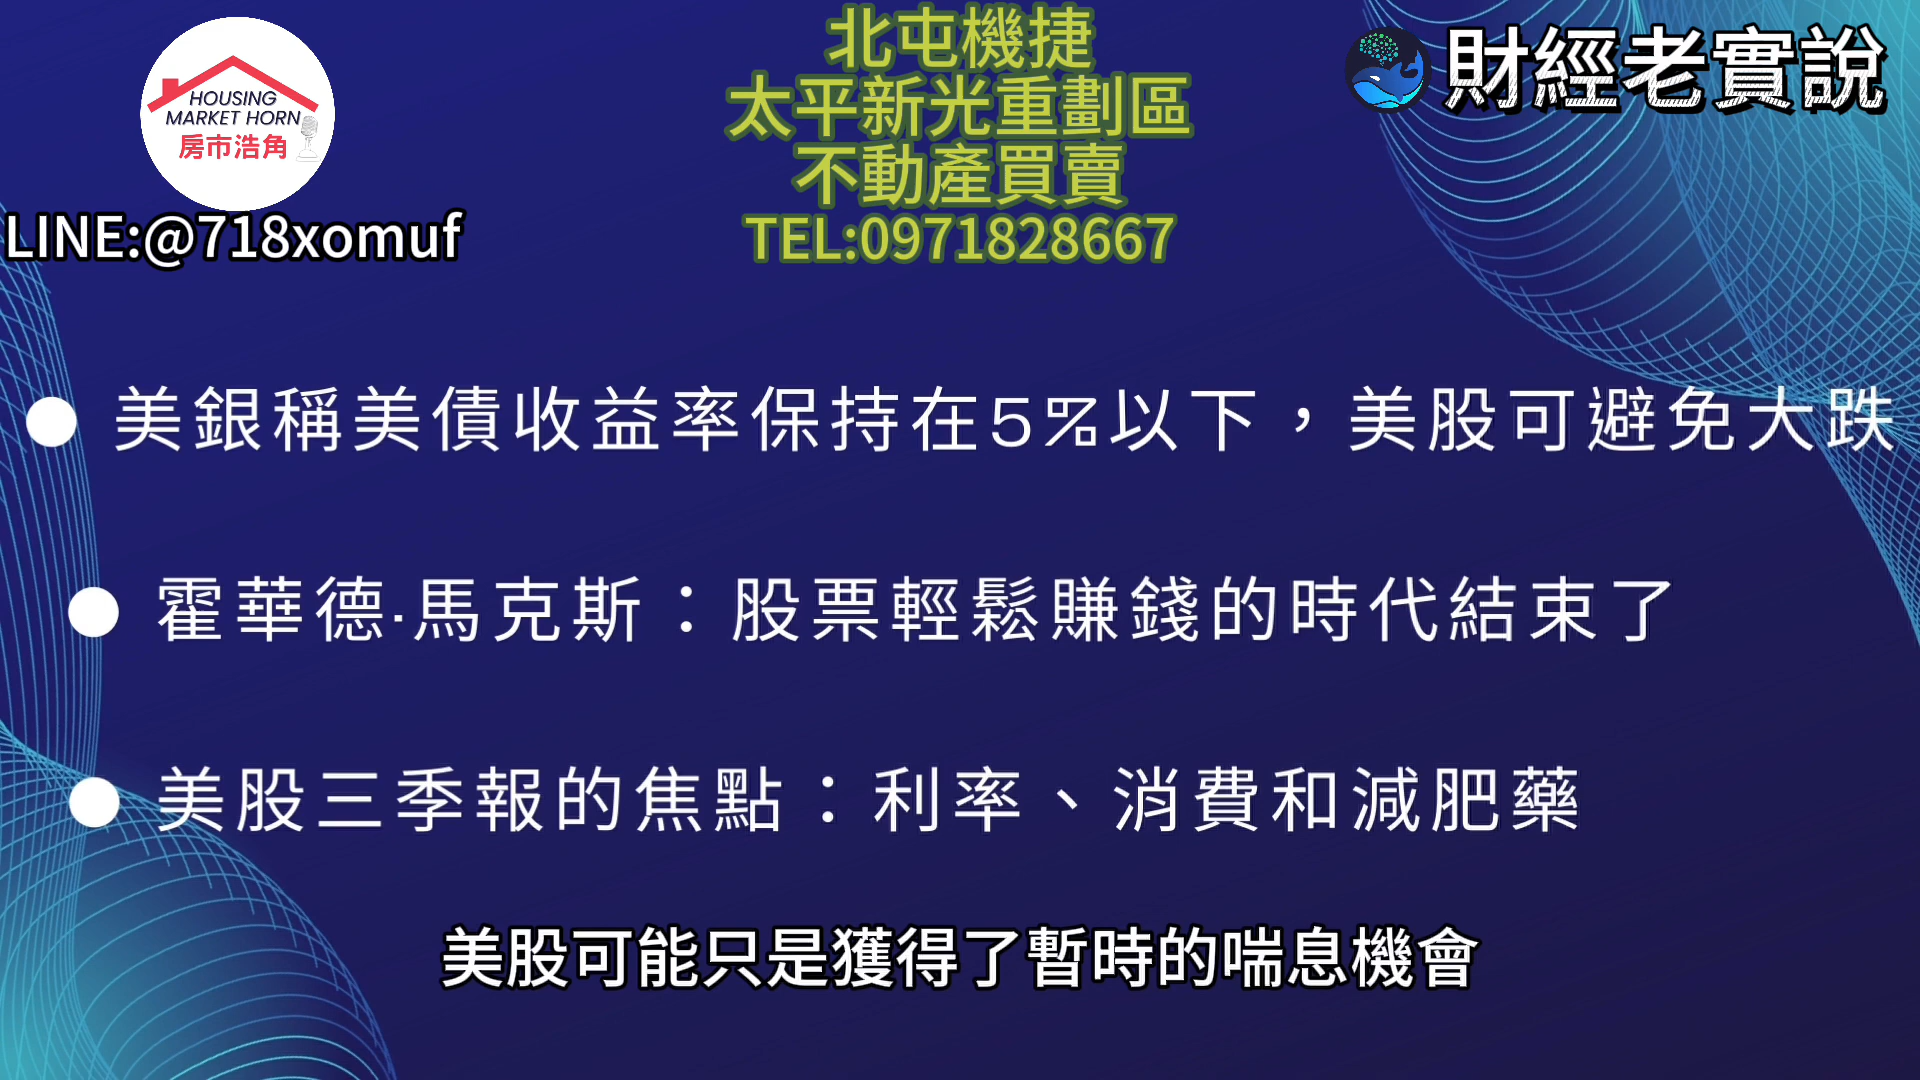 HOUSING
MARKET HORN
房市浩角
LINE:@718xomuf
北屯機捷
太平新光重劃區
不動產買賣
TEL:0971828667
財經老實說
美銀稱美債收益率保持在5%以下，美股可避免大跌
霍華德·馬克斯：股票輕鬆賺錢的時代結束了
美股三季報的焦點：利率、消費和減肥藥
美股可能只是獲得了暫時的喘息機會